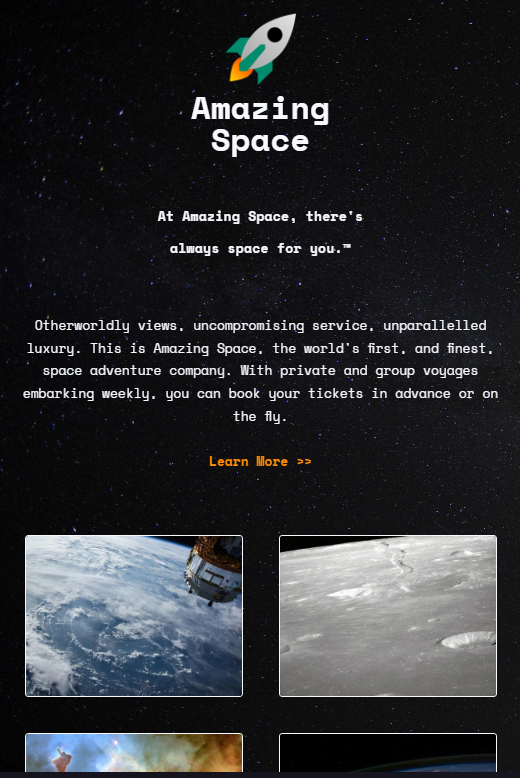 Amazing
Space
At Amazing Space, there's
always space for you.™
Otherworldly views, uncompromising service, unparallelled
luxury. This is Amazing Space, the world's first, and finest,
space adventure company. With private and group voyages
embarking weekly, you can book your tickets in advance or on
the fly.
Learn More >>